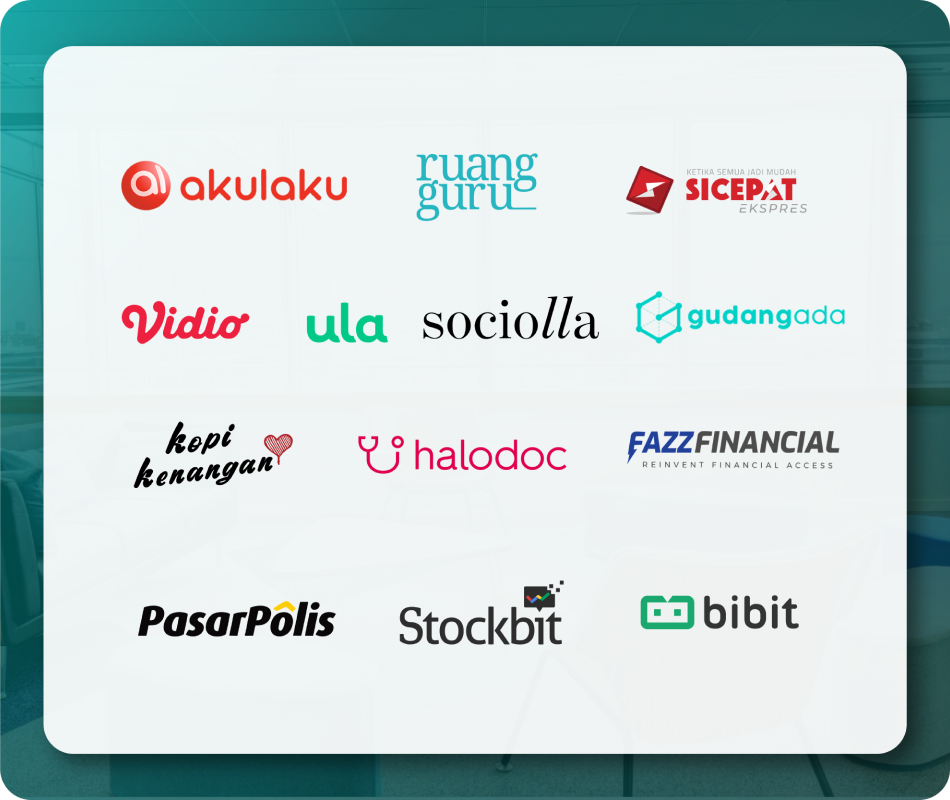 akulaku
ruang
guru
KETIKA SEMUA JADI MUDAH
SICEPAT
EKSPRES
Vidio
ula
sociolla
gudangada
kopi
kenangan
halodoc
FAZZFINANCIAL
REINVENT FINANCIAL ACCESS
PasarPôlis
Stockbit
bibit